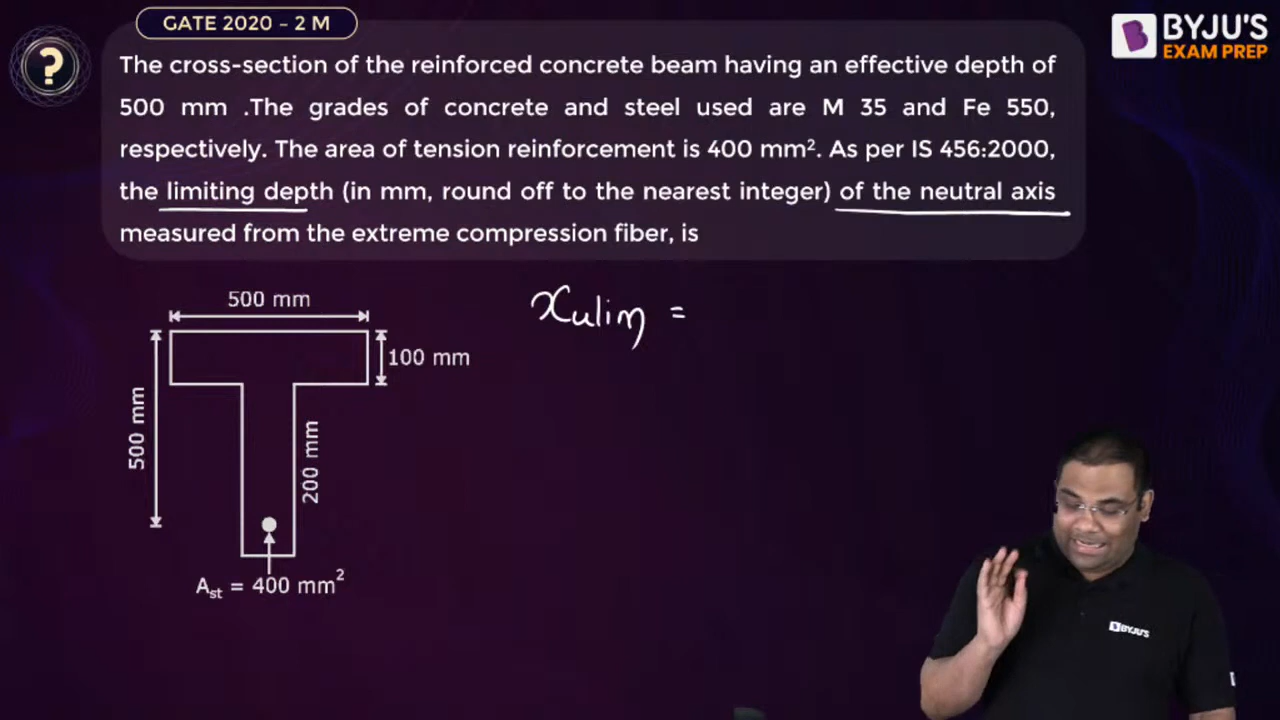 GATE 2020 – 2 M
BYJU'S
EXAM PREP
?
The cross-section of the reinforced concrete beam having an effective depth of
500 mm .The grades of concrete and steel used are M 35 and Fe 550,
respectively. The area of tension reinforcement is 400 mm². As per IS 456:2000,
the limiting depth (in mm, round off to the nearest integer) of the neutral axis
measured from the extreme compression fiber, is
500 mm
100 mm
500 mm
200 mm
Ast = 400 mm²
xulim =
BYJU'S